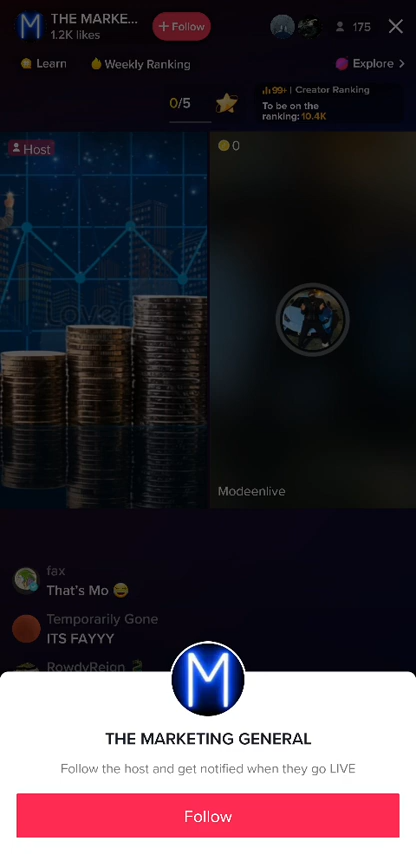 M
THE MARKE...
1.2K likes
+ Follow
175
Learn
Weekly Ranking
Explore >
0/5
99+ | Creator Ranking
To be on the
ranking: 10.4K
Host
0
Modeenlive
fax
That's Mo 😂
Temporarily Gone
ITS FAYYY
RowdyReign
M
THE MARKETING GENERAL
Follow the host and get notified when they go LIVE
Follow